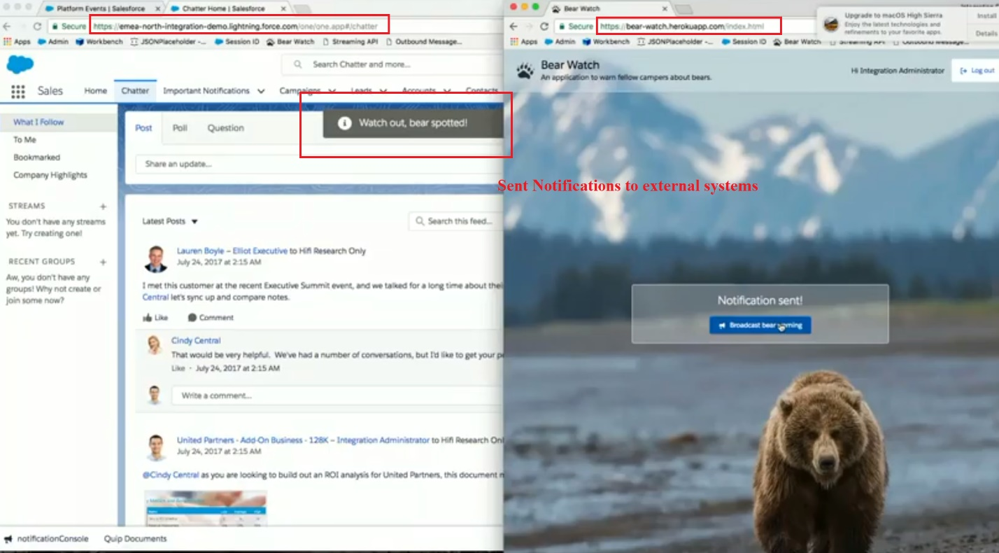 Platform Events | Salesforce
Chatter Home | Salesforce
Secure
https://emea-north-integration-demo.lightning.force.com/one/one.app#/chatter
Apps
Admin
Workbench
JSONPlaceholder -...
Session ID
Bear Watch
Streaming API
Outbound Message...
Search Chatter and more...
Sales
Home
Chatter
Important Notifications
Campaigns
Leads
Accounts
Contacts
What I Follow
To Me
Bookmarked
Company Highlights
STREAMS +
You don't have any streams
yet. Try creating one!
RECENT GROUPS +
Aw, you don't have any
groups! Why not create or
join some now?
Post
Poll
Question
Watch out, bear spotted!
Share an update...
Latest Posts
Search this feed...
Lauren Boyle – Elliot Executive to Hifi Research Only
July 24, 2017 at 2:15 AM
I met this customer at the recent Executive Summit event, and we talked for a long time about their
Central let's sync up and compare notes.
Like
Comment
Cindy Central
That would be very helpful. We've had a number of conversations, but I'd like to get your
Like · July 24, 2017 at 2:15 AM
Write a comment...
United Partners - Add-On Business - 128K – Integration Administrator to Hifi Research
July 24, 2017 at 2:15 AM
@Cindy Central as you are looking to build out an ROI analysis for United Partners, this document
notificationConsole
Quip Documents
Bear Watch
Secure
https://bear-watch.herokuapp.com/index.html
Upgrade to macOS High Sierra
Enjoy the latest technologies and
refinements to your favorite apps.
Install
Details
Apps
Admin
Workbench
JSONPlaceholder -...
Session ID
Bear Watch
Streaming API
Outbound Message...
Bear Watch
An application to warn fellow campers about bears.
Hi Integration Administrator
Log out
Sent Notifications to external systems
Notification sent!
Broadcast bear warning